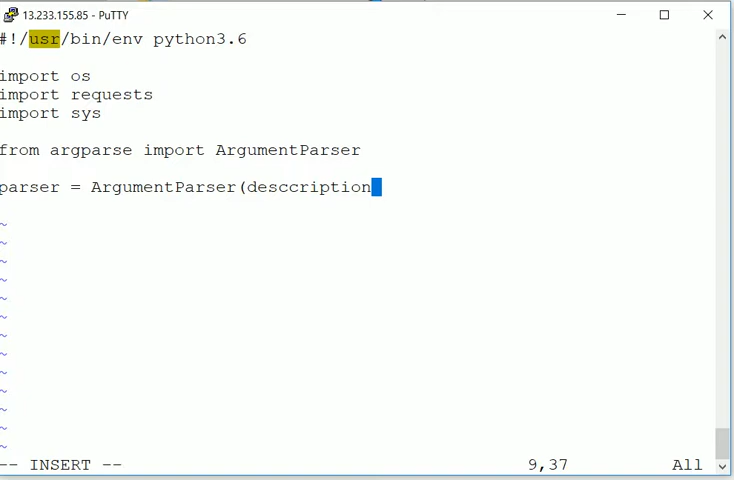 13.233.155.85 - PuTTY
#!/usr/bin/env python3.6
import os
import requests
import sys
from argparse import ArgumentParser
parser = ArgumentParser(desccription
~
~
~
~
~
~
~
~
~
~
~
~
~
-- INSERT -- 9,37 All